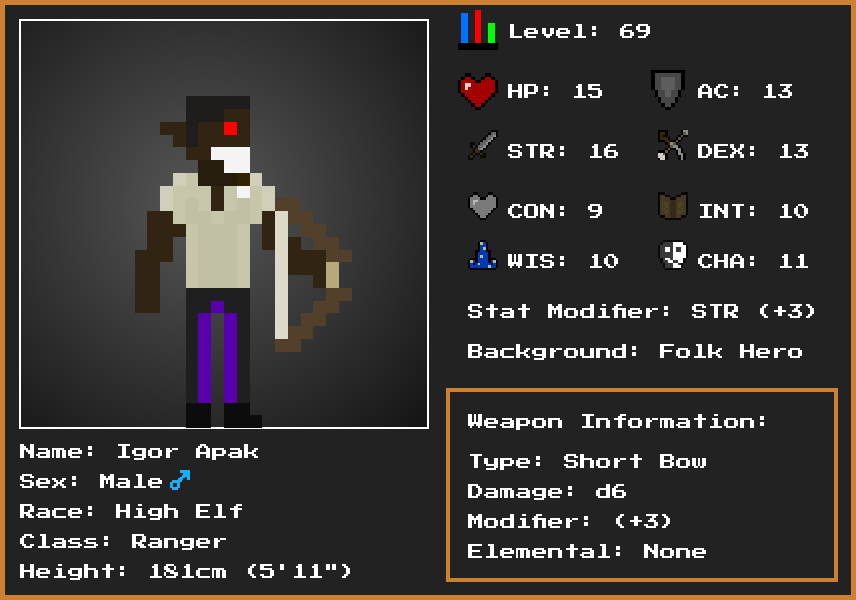 Level: 69
HP: 15 AC: 13
STR: 16 DEX: 13
CON: 9 INT: 10
WIS: 10 CHA: 11
Stat Modifier: STR (+3)
Background: Folk Hero
Weapon Information:
Type: Short Bow
Damage: d6
Modifier: (+3)
Elemental: None
Name: Igor Apak
Sex: Male♂
Race: High Elf
Class: Ranger
Height: 181cm (5'11")